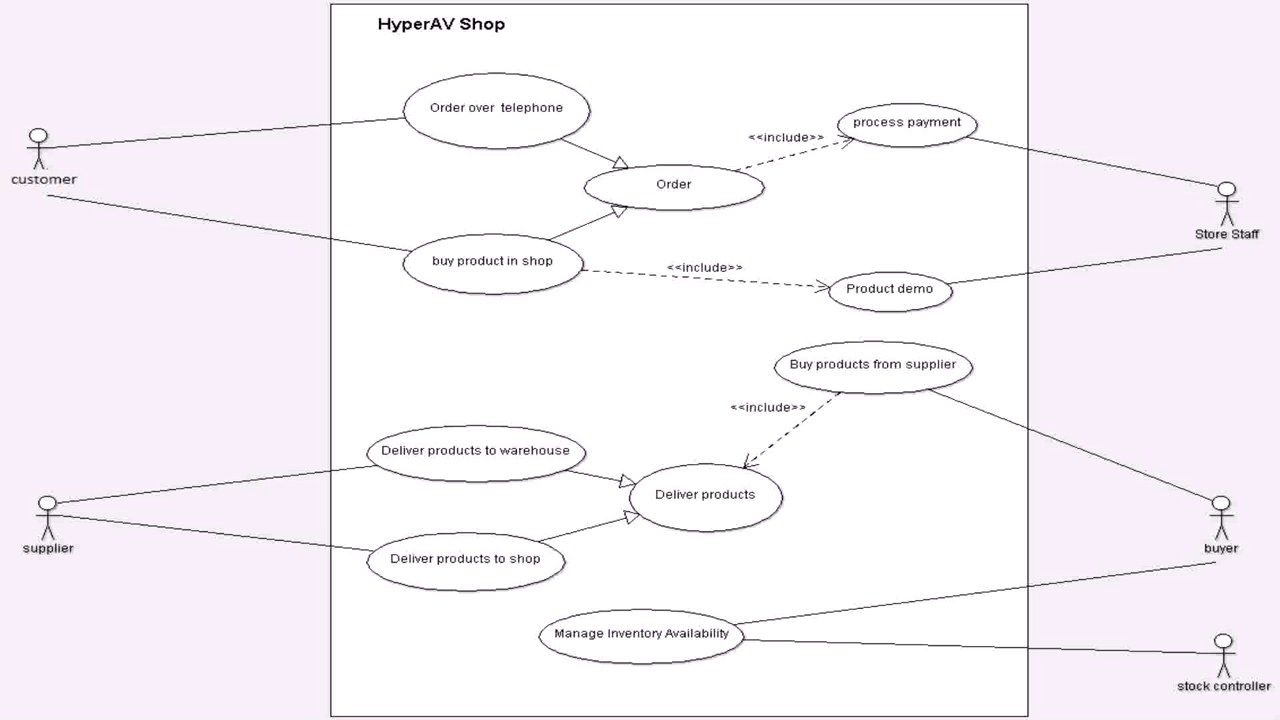 HyperAV Shop
Order over telephone
<<include>>
process payment
customer
Order
Store Staff
buy product in shop
<<include>>
Product demo
Buy products from supplier
<<include>>
Deliver products to warehouse
Deliver products
supplier
buyer
Deliver products to shop
Manage Inventory Availability
stock controller